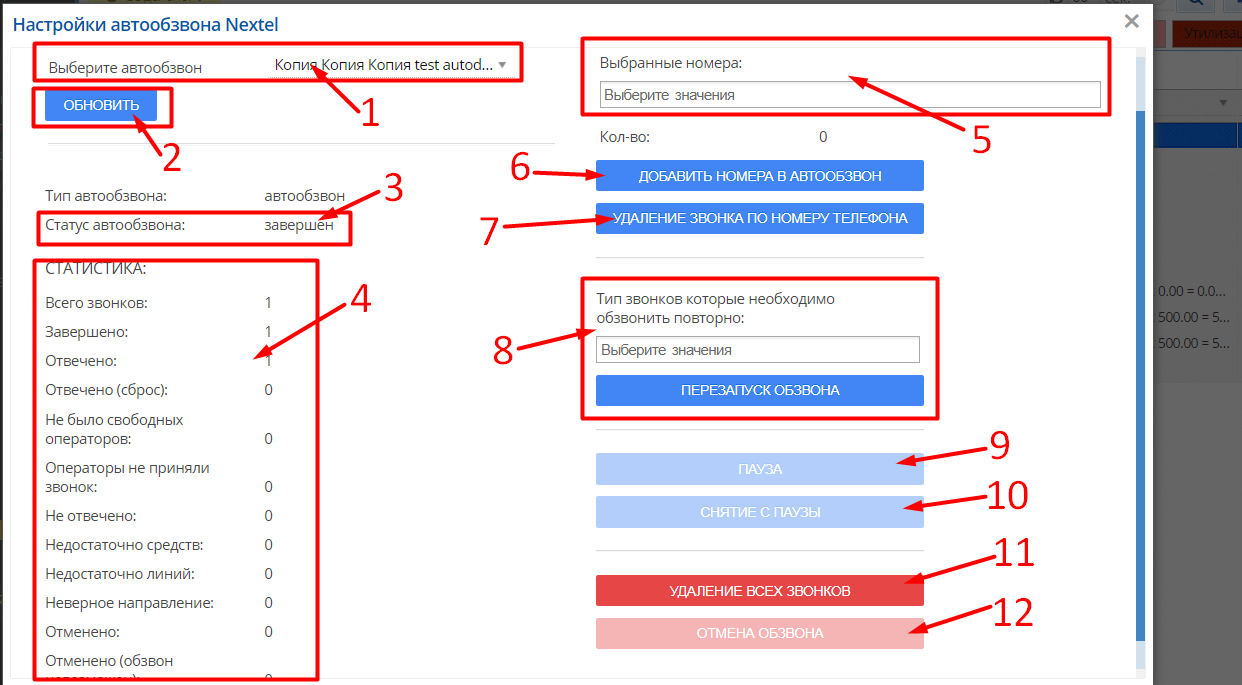 Настройки автообзвона Nextel
Выберите автообзвон Копия Копия Копия test autod...
1
ОБНОВИТЬ
2
Тип автообзвона: автообзвон
3
Статус автообзвона: завершен
СТАТИСТИКА:
4
Всего звонков: 1
Завершено: 1
Отвечено: 1
Отвечено (сброс): 0
Не было свободных
операторов: 0
Операторы не приняли
звонок: 0
Не отвечено: 0
Недостаточно средств: 0
Недостаточно линий: 0
Неверное направление: 0
Отменено: 0
Отменено (обзвон
Выбранные номера:
Выберите значения
5
Кол-во: 0
6
ДОБАВИТЬ НОМЕРА В АВТООБЗВОН
7
УДАЛЕНИЕ ЗВОНКА ПО НОМЕРУ ТЕЛЕФОНА
Тип звонков которые необходимо
обзвонить повторно:
8
Выберите значения
ПЕРЕЗАПУСК ОБЗВОНА
9
ПАУЗА
10
СНЯТИЕ С ПАУЗЫ
11
УДАЛЕНИЕ ВСЕХ ЗВОНКОВ
12
ОТМЕНА ОБЗВОНА
0.00 = 0.0...
500.00 = 5...
500.00 = 5...